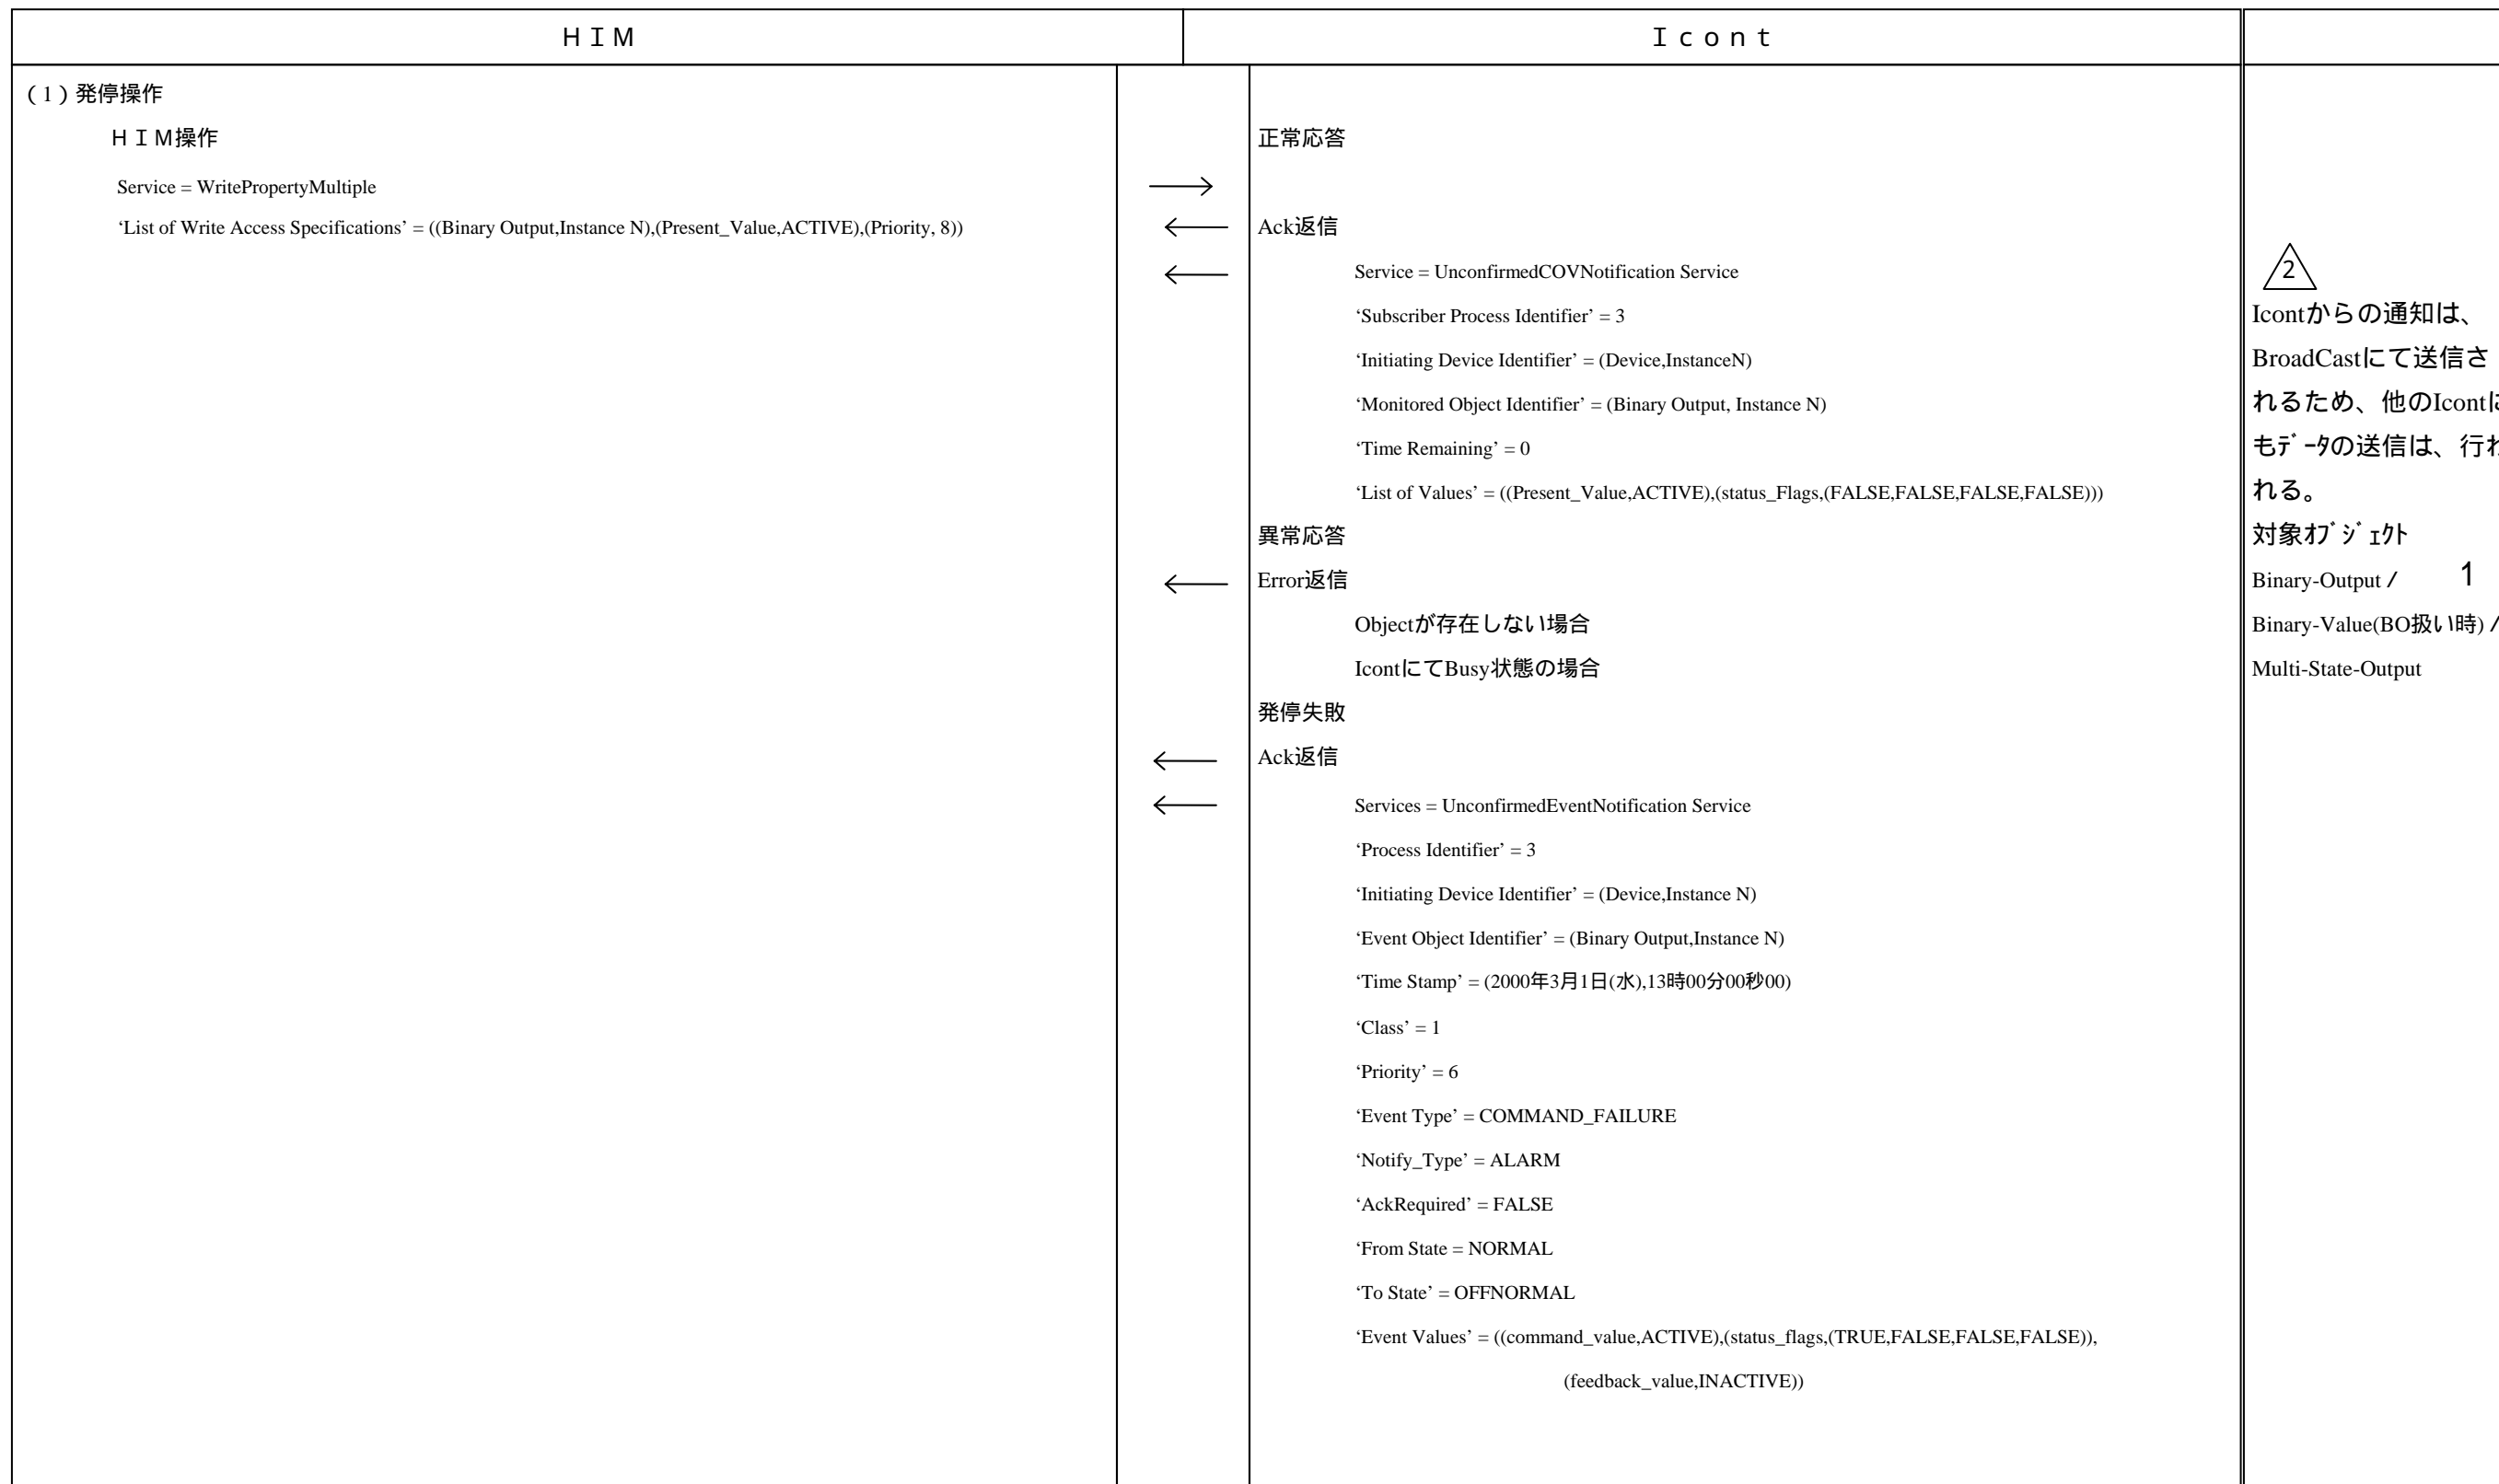 ＨＩＭ
Ｉｃｏｎｔ
（1）発停操作
ＨＩＭ操作
正常応答
Service = WritePropertyMultiple
‘List of Write Access Specifications’ = ((Binary Output,Instance N),(Present_Value,ACTIVE),(Priority, 8))
Ack返信
Service = UnconfirmedCOVNotification Service
‘Subscriber Process Identifier’ = 3
‘Initiating Device Identifier’ = (Device,InstanceN)
‘Monitored Object Identifier’ = (Binary Output, Instance N)
‘Time Remaining’ = 0
‘List of Values’ = ((Present_Value,ACTIVE),(status_Flags,(FALSE,FALSE,FALSE,FALSE)))
異常応答
Error返信
Objectが存在しない場合
IcontにてBusy状態の場合
発停失敗
Ack返信
Services = UnconfirmedEventNotification Service
‘Process Identifier’ = 3
‘Initiating Device Identifier’ = (Device,Instance N)
‘Event Object Identifier’ = (Binary Output,Instance N)
‘Time Stamp’ = (2000年3月1日(水),13時00分00秒00)
‘Class’ = 1
‘Priority’ = 6
‘Event Type’ = COMMAND_FAILURE
‘Notify_Type’ = ALARM
‘AckRequired’ = FALSE
‘From State = NORMAL
‘To State’ = OFFNORMAL
‘Event Values’ = ((command_value,ACTIVE),(status_flags,(TRUE,FALSE,FALSE,FALSE)),
(feedback_value,INACTIVE))
2
Icontからの通知は、
BroadCastにて送信さ
れるため、他のIcontに
もﾃﾞｰﾀの送信は、行わ
れる。
対象ｵﾌﾞｼﾞｪｸﾄ
Binary-Output / 1
Binary-Value(BO扱い時) /
Multi-State-Output